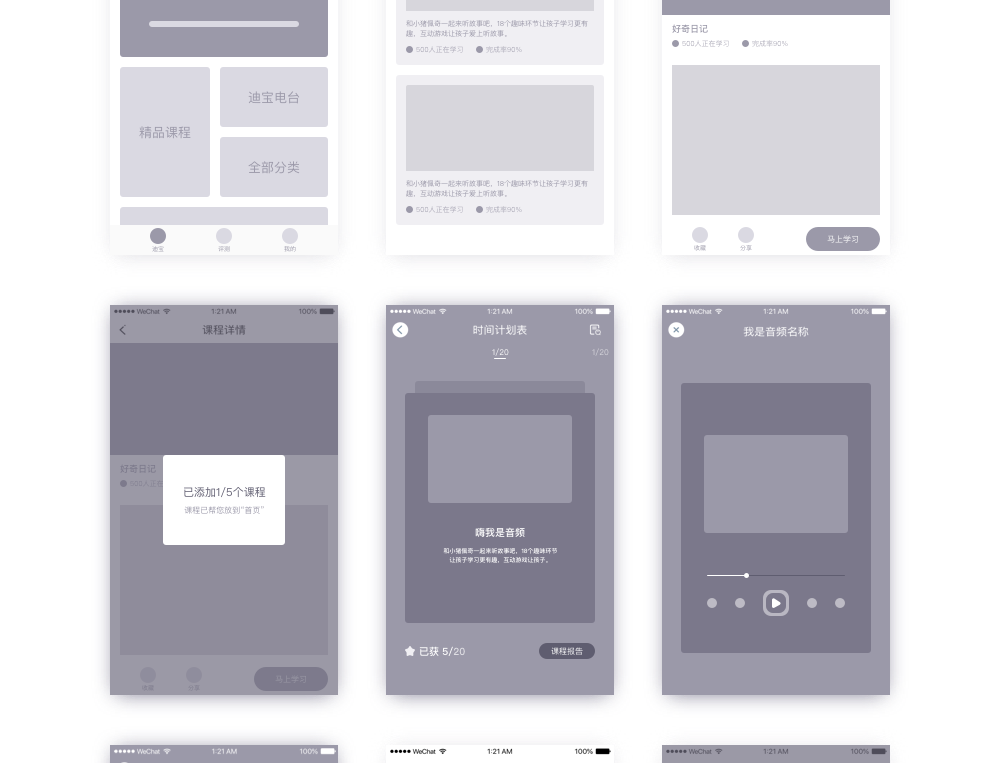 精品课程
迪宝电台
全部分类
迪宝
评测
我的
和小猪佩奇一起来听故事吧，18个趣味环节让孩子学习更有
趣，互动游戏让孩子爱上听故事。
500人正在学习 完成率90%
和小猪佩奇一起来听故事吧，18个趣味环节让孩子学习更有
趣，互动游戏让孩子爱上听故事。
500人正在学习 完成率90%
好奇日记
500人正在学习 完成率90%
收藏
分享
马上学习
WeChat 1:21 AM 100%
课程详情
好奇日记
500人正在
已添加1/5个课程
课程已帮您放到“首页”
收藏
分享
马上学习
WeChat 1:21 AM 100%
时间计划表
1/20 1/20
嗨我是音频
和小猪佩奇一起来听故事吧，18个趣味环节
让孩子学习更有趣，互动游戏让孩子。
已获 5/20
课程报告
WeChat 1:21 AM 100%
我是音频名称
WeChat 1:21 AM 100%
WeChat 1:21 AM 100%
WeChat 1:21 AM 100%